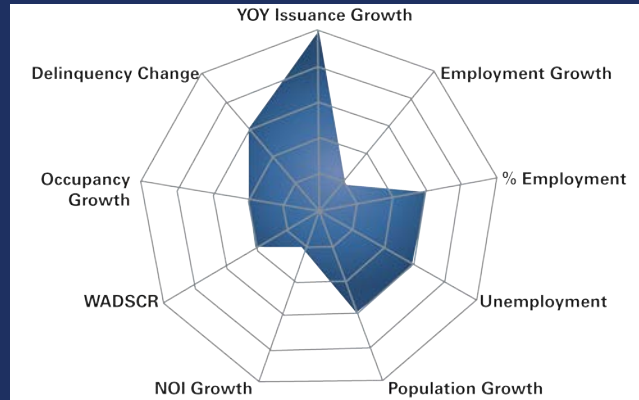 YOY Issuance Growth
Delinquency Change
Employment Growth
Occupancy
Growth
% Employment
WADSCR
Unemployment
NOI Growth
Population Growth